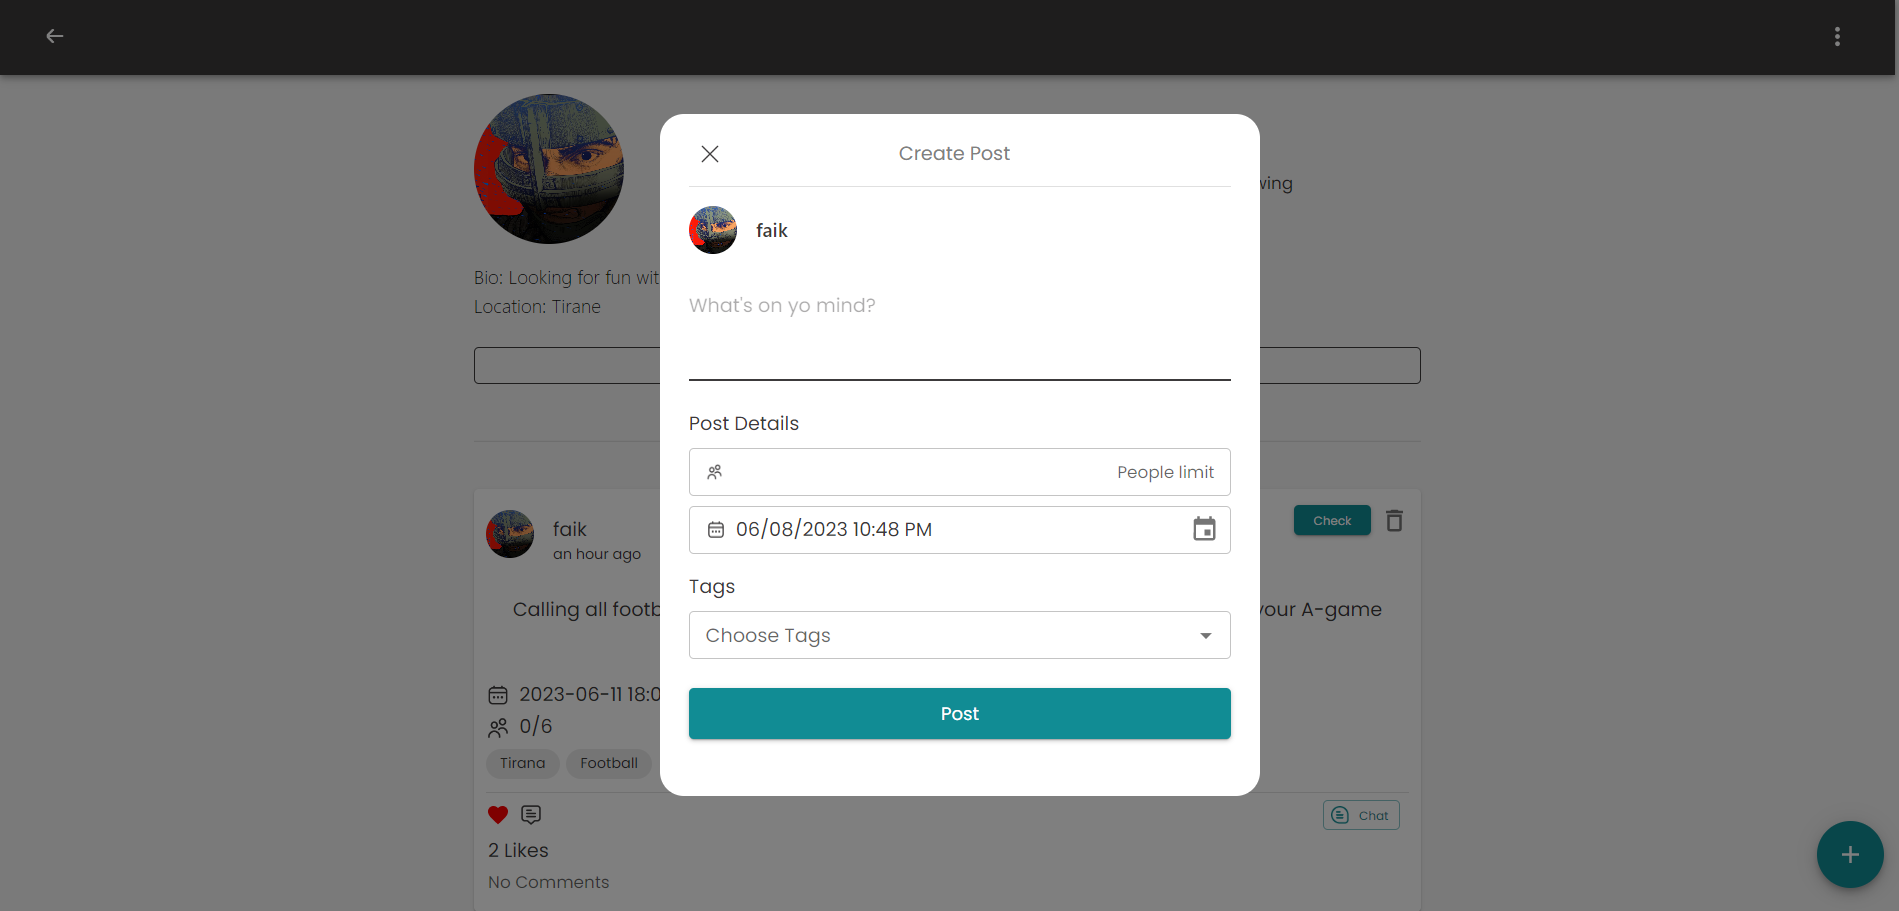 Create Post
wing
faik
Bio: Looking for fun wit
Location: Tirane
What's on yo mind?
Post Details
People limit
faik
an hour ago
Check
06/08/2023 10:48 PM
Tags
Calling all footb
your A-game
Choose Tags
2023-06-11 18:0
0/6
Post
Tirana
Football
Chat
2 Likes
No Comments